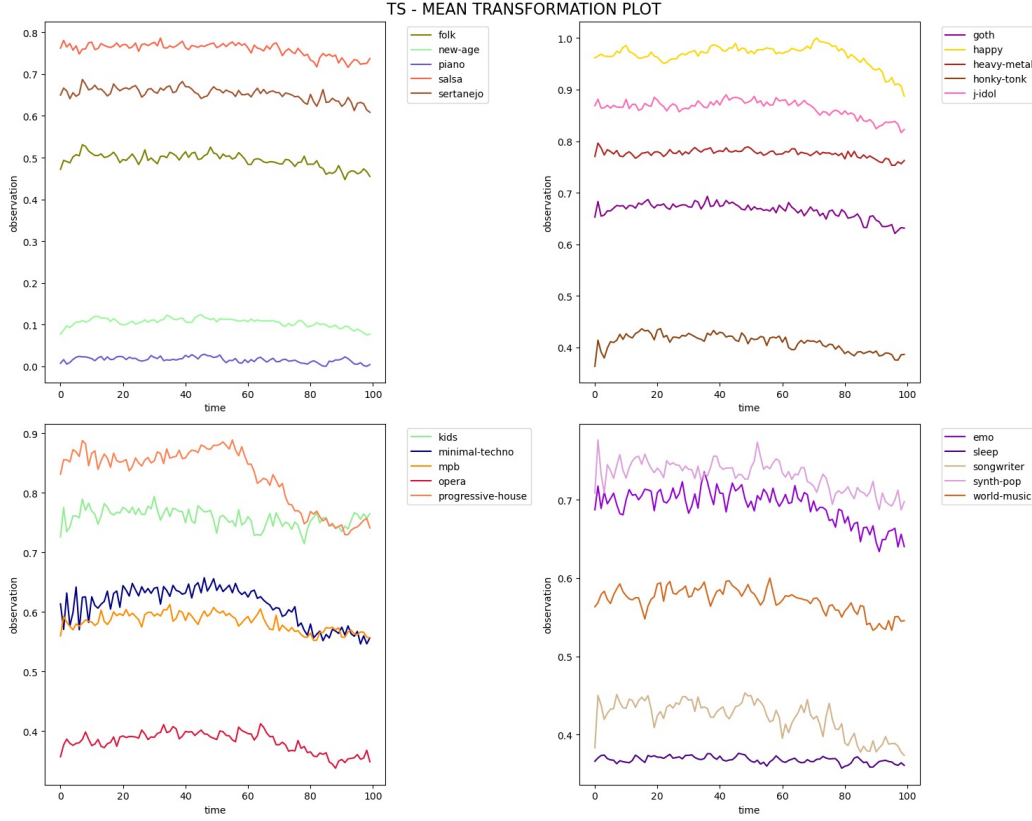 TS - MEAN TRANSFORMATION PLOT
0.8
0.7
0.6
0.5
0.4
0.3
0.2
0.1
0.0
observation
0
20
40
60
80
100
time
folk
new-age
piano
salsa
sertanejo
1.0
0.9
0.8
0.7
0.6
0.5
0.4
observation
0
20
40
60
80
100
time
goth
happy
heavy-metal
honky-tonk
j-idol
0.9
0.8
0.7
0.6
0.5
0.4
observation
0
20
40
60
80
100
time
kids
minimal-techno
mpb
opera
progressive-house
0.7
0.6
0.5
0.4
observation
0
20
40
60
80
100
time
emo
sleep
songwriter
synth-pop
world-music